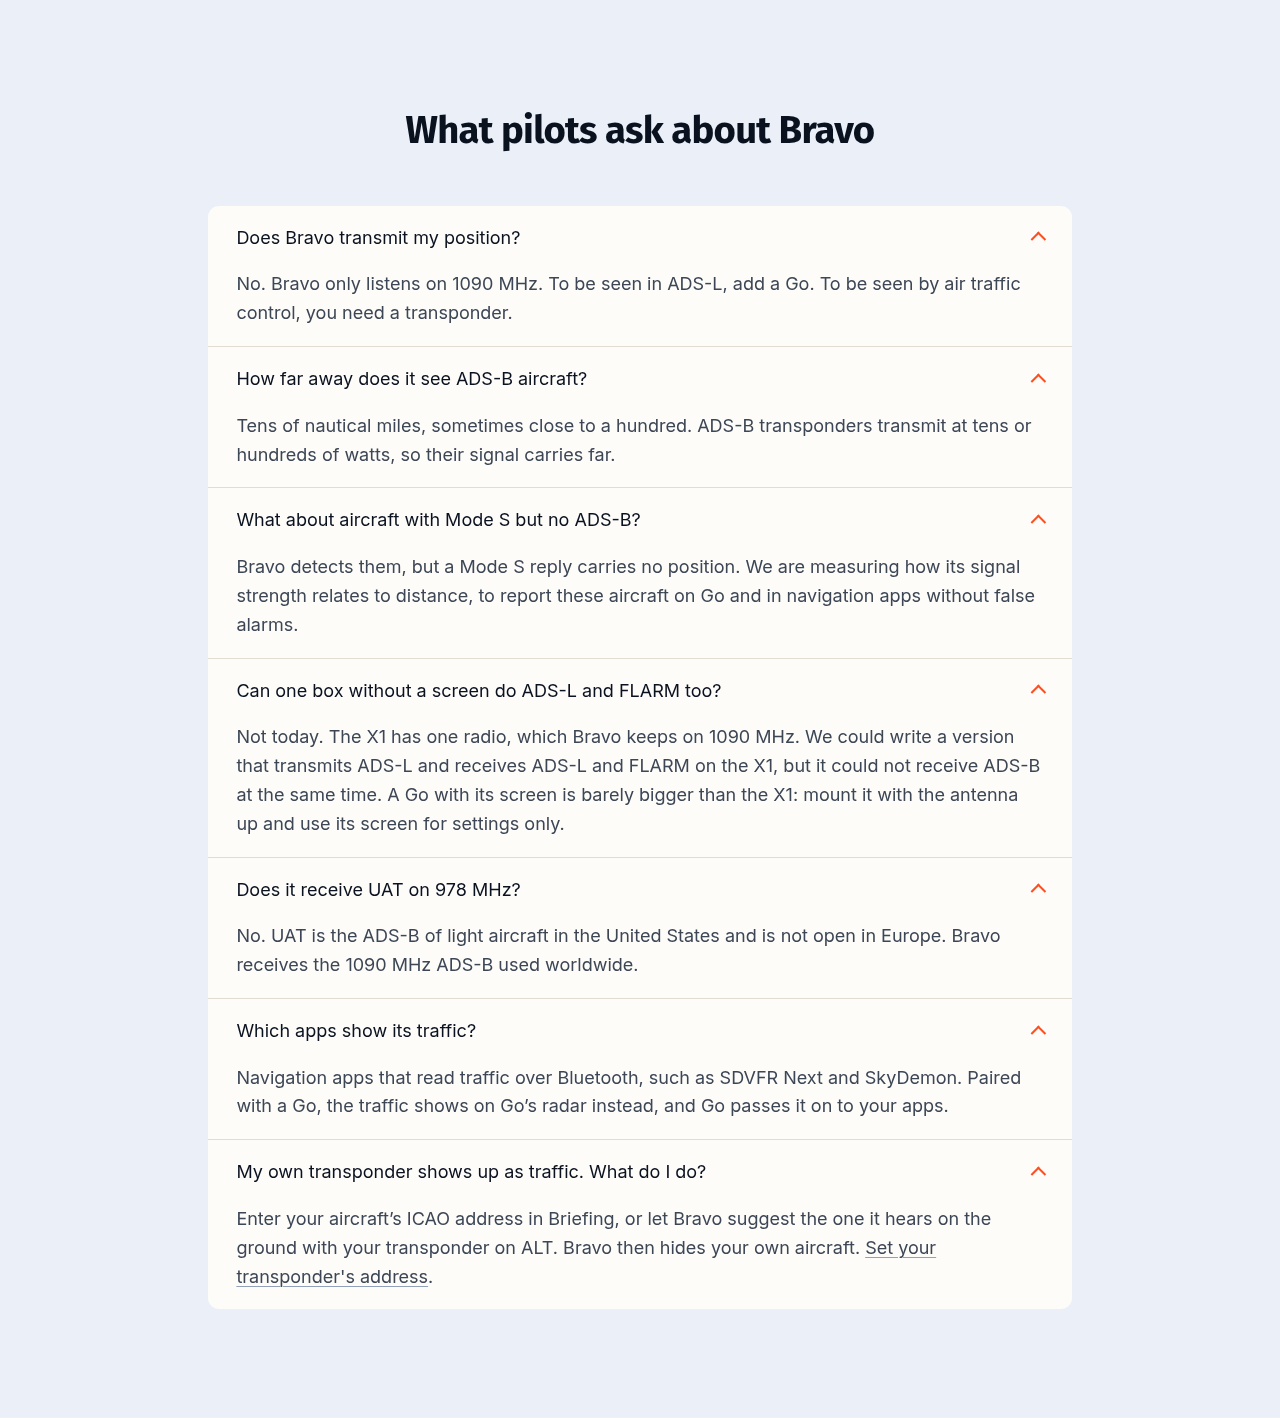 What pilots ask about Bravo
Does Bravo transmit my position?
No. Bravo only listens on 1090 MHz. To be seen in ADS-L, add a Go. To be seen by air traffic
control, you need a transponder.
How far away does it see ADS-B aircraft?
Tens of nautical miles, sometimes close to a hundred. ADS-B transponders transmit at tens or
hundreds of watts, so their signal carries far.
What about aircraft with Mode S but no ADS-B?
Bravo detects them, but a Mode S reply carries no position. We are measuring how its signal
strength relates to distance, to report these aircraft on Go and in navigation apps without false
alarms.
Can one box without a screen do ADS-L and FLARM too?
Not today. The X1 has one radio, which Bravo keeps on 1090 MHz. We could write a version
that transmits ADS-L and receives ADS-L and FLARM on the X1, but it could not receive ADS-B
at the same time. A Go with its screen is barely bigger than the X1: mount it with the antenna
up and use its screen for settings only.
Does it receive UAT on 978 MHz?
No. UAT is the ADS-B of light aircraft in the United States and is not open in Europe. Bravo
receives the 1090 MHz ADS-B used worldwide.
Which apps show its traffic?
Navigation apps that read traffic over Bluetooth, such as SDVFR Next and SkyDemon. Paired
with a Go, the traffic shows on Go’s radar instead, and Go passes it on to your apps.
My own transponder shows up as traffic. What do I do?
Enter your aircraft’s ICAO address in Briefing, or let Bravo suggest the one it hears on the
ground with your transponder on ALT. Bravo then hides your own aircraft. Set your
transponder's address.